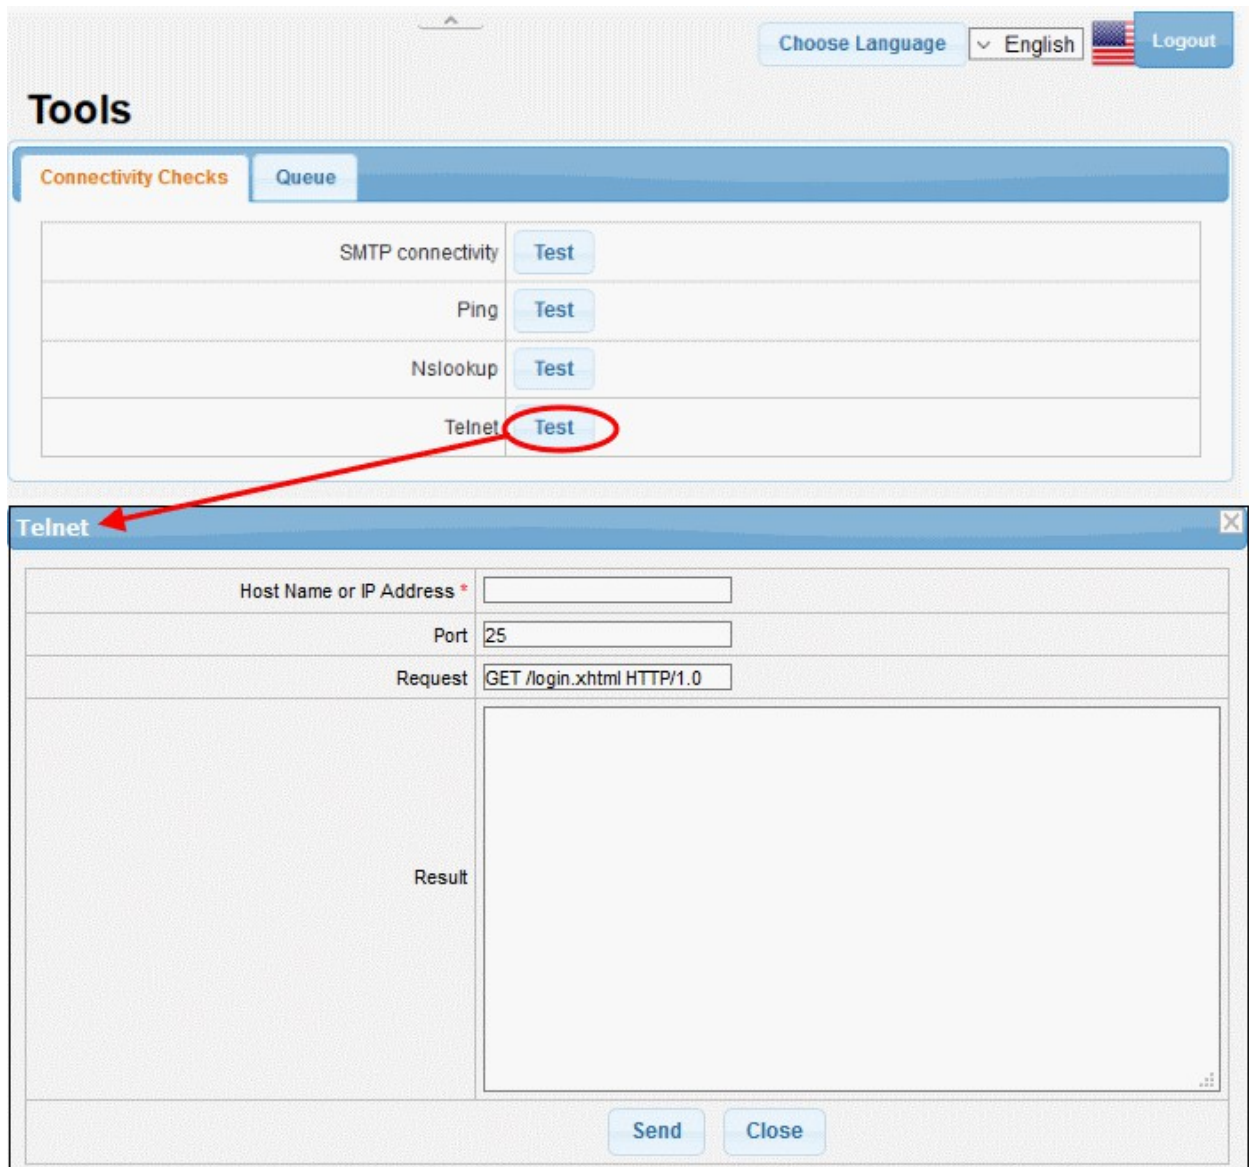 Choose Language English Logout
Tools
Connectivity Checks Queue
SMTP connectivity Test
Ping Test
Nslookup Test
Telnet Test
Telnet
Host Name or IP Address *
Port 25
Request GET /login.xhtml HTTP/1.0
Result
Send Close